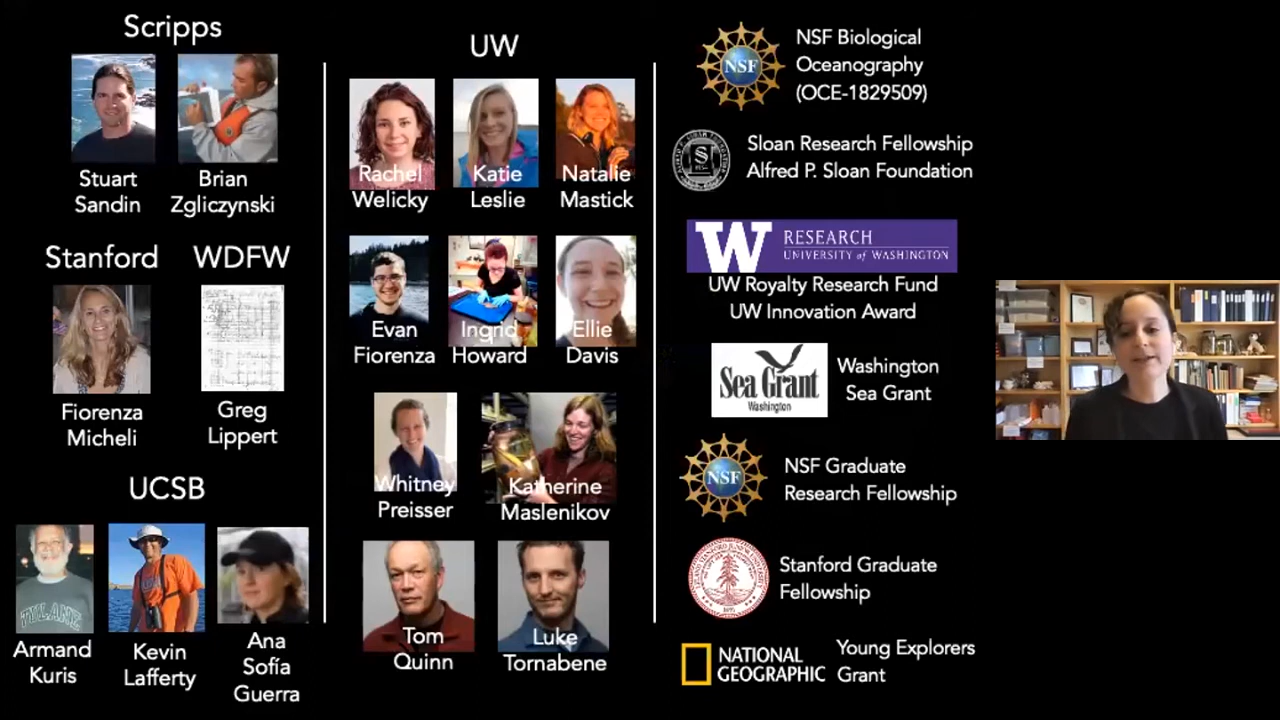 Scripps
Stuart
Sandin
Brian
Zgliczynski
Stanford
WDFW
Fiorenza
Micheli
Greg
Lippert
UCSB
TULANE
Armand
Kuris
Kevin
Lafferty
Ana
Sofía
Guerra
UW
Rachel
Welicky
Katie
Leslie
Natalie
Mastick
Evan
Fiorenza
Ingrid
Howard
Ellie
Davis
Whitney
Preisser
Katherine
Maslenikov
Tom
Quinn
Luke
Tornabene
NSF
NSF Biological
Oceanography
(OCE-1829509)
Sloan Research Fellowship
Alfred P. Sloan Foundation
W RESEARCH
UNIVERSITY of WASHINGTON
UW Royalty Research Fund
UW Innovation Award
Sea Grant
Washington
Washington
Sea Grant
NSF
NSF Graduate
Research Fellowship
Stanford Graduate
Fellowship
NATIONAL
GEOGRAPHIC
Young Explorers
Grant